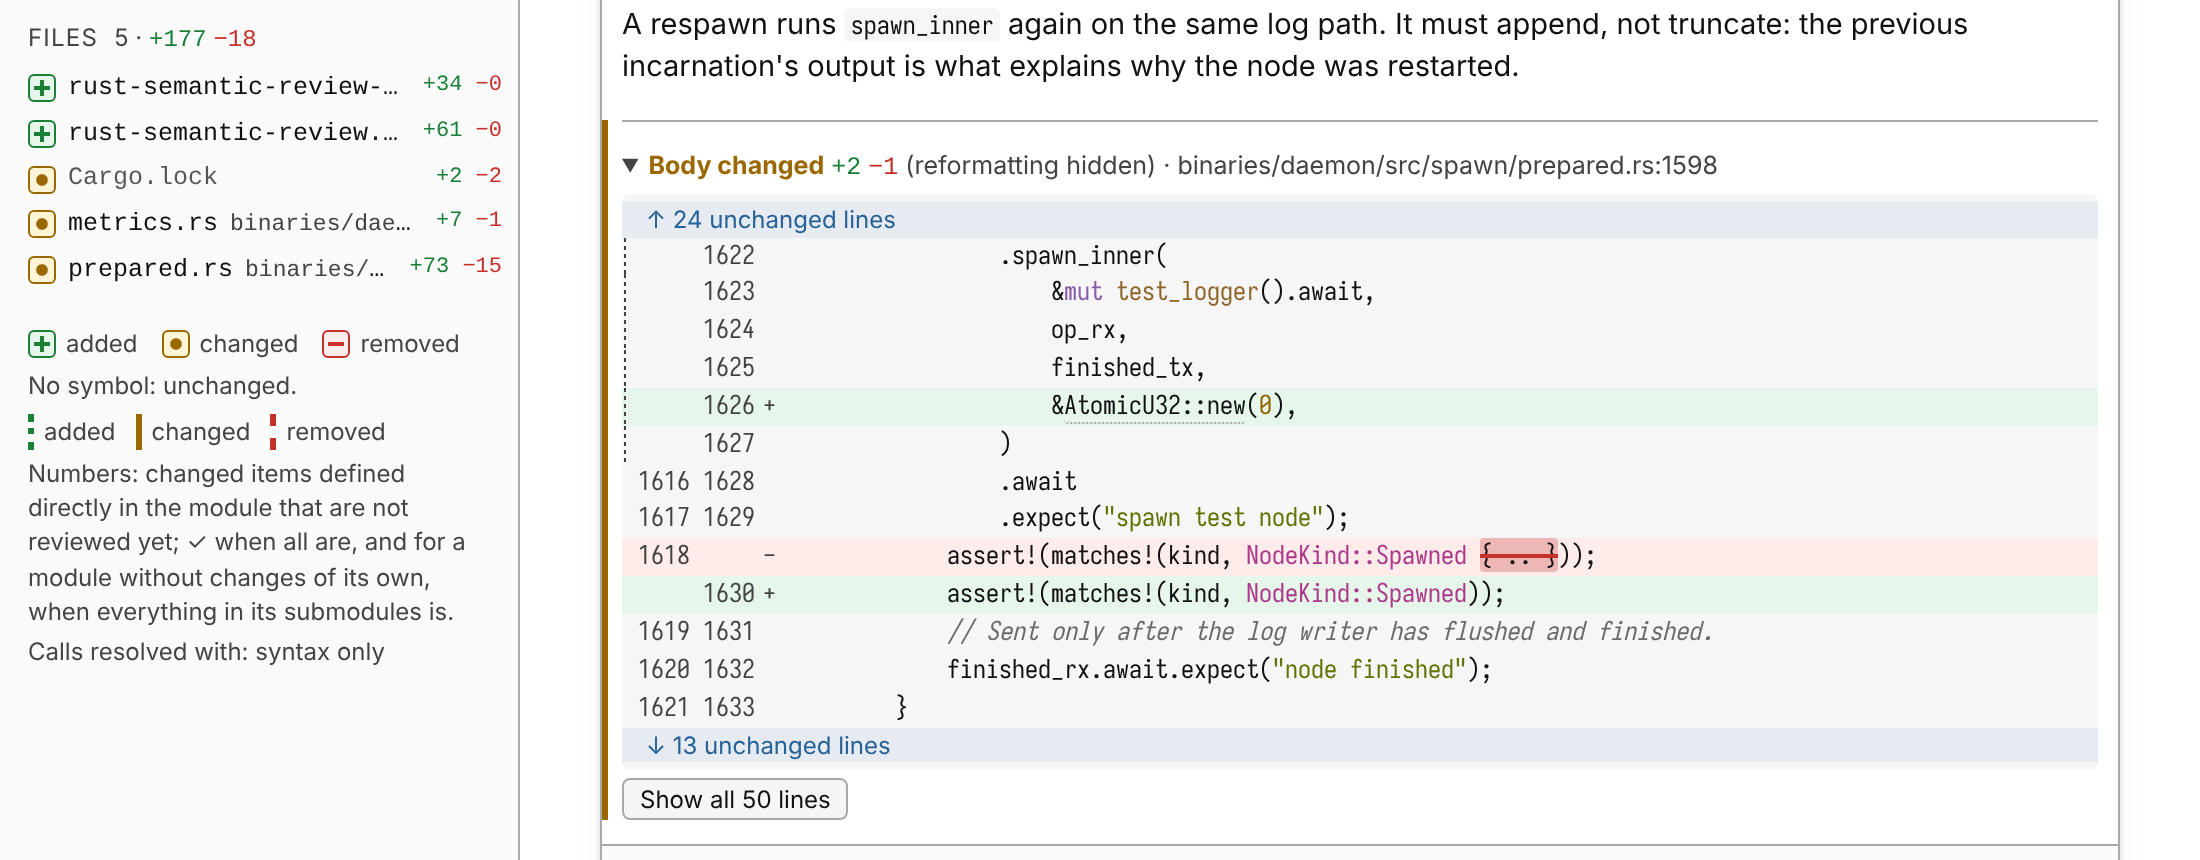 FILES 5 · +177 −18
rust-semantic-review-… +34 −0
rust-semantic-review.… +61 −0
Cargo.lock +2 −2
metrics.rs binaries/dae… +7 −1
prepared.rs binaries/… +73 −15
added changed removed
No symbol: unchanged.
added changed removed
Numbers: changed items defined
directly in the module that are not
reviewed yet; ✓ when all are, and for a
module without changes of its own,
when everything in its submodules is.
Calls resolved with: syntax only
A respawn runs spawn_inner again on the same log path. It must append, not truncate: the previous
incarnation's output is what explains why the node was restarted.
▼ Body changed +2 −1 (reformatting hidden) · binaries/daemon/src/spawn/prepared.rs:1598
↑ 24 unchanged lines
1622 .spawn_inner(
1623 &mut test_logger().await,
1624 op_rx,
1625 finished_tx,
1626 + &AtomicU32::new(0),
1627 )
1616 1628 .await
1617 1629 .expect("spawn test node");
1618 − assert!(matches!(kind, NodeKind::Spawned { .. }));
1630 + assert!(matches!(kind, NodeKind::Spawned));
1619 1631 // Sent only after the log writer has flushed and finished.
1620 1632 finished_rx.await.expect("node finished");
1621 1633 }
↓ 13 unchanged lines
Show all 50 lines